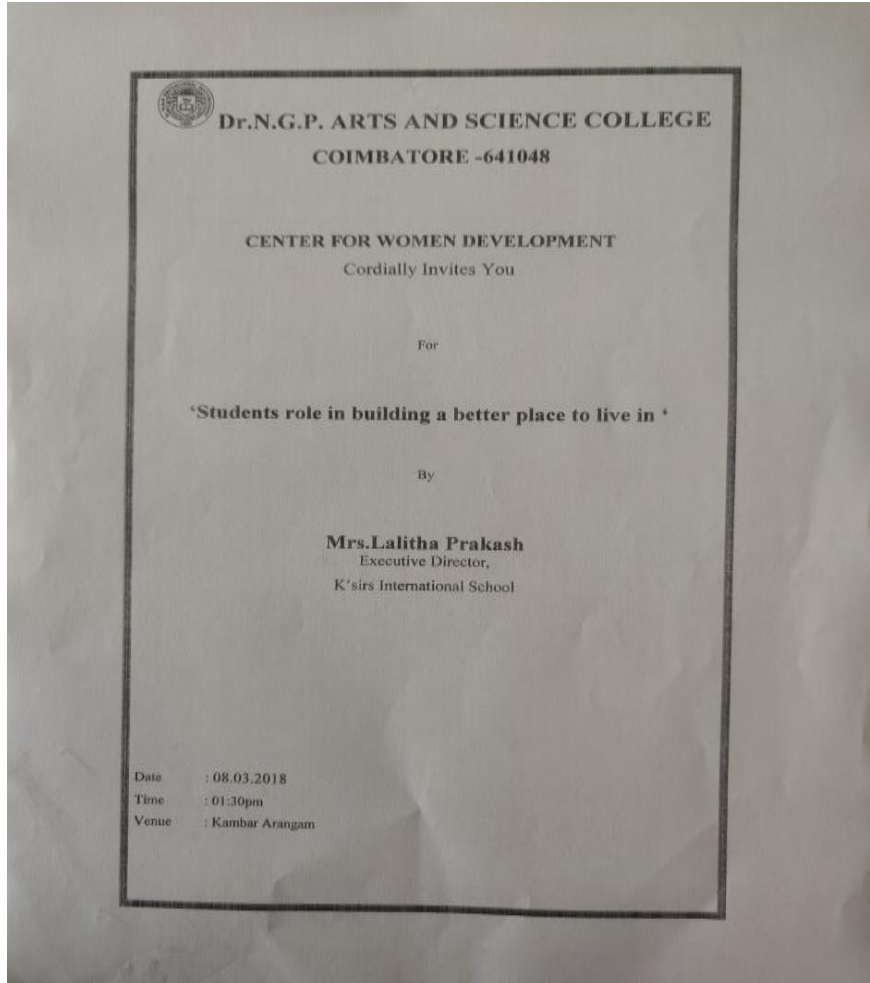 Dr.N.G.P. ARTS AND SCIENCE COLLEGE
COIMBATORE -641048
CENTER FOR WOMEN DEVELOPMENT
Cordially Invites You
For
‘Students role in building a better place to live in ‘
By
Mrs.Lalitha Prakash
Executive Director,
K’sirs International School
Date : 08.03.2018
Time : 01:30pm
Venue : Kambar Arangam